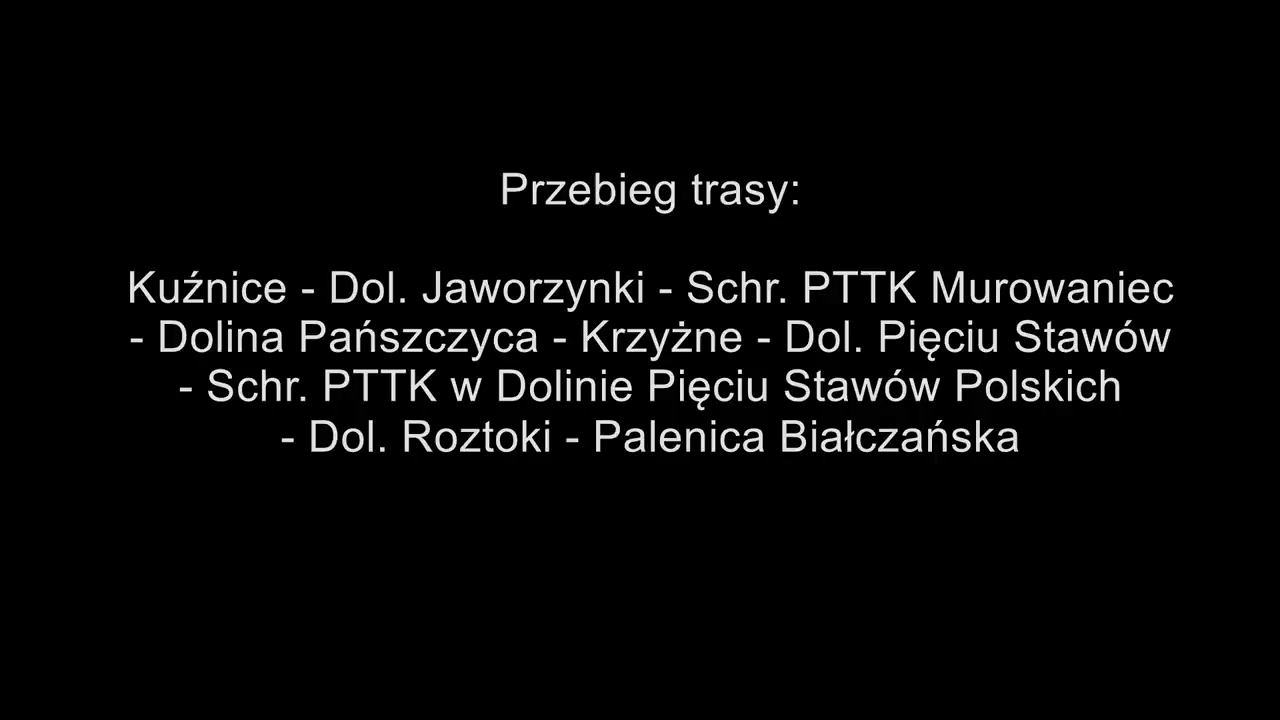 Przebieg trasy:
Kuźnice - Dol. Jaworzynki - Schr. PTTK Murowaniec
- Dolina Pańszczyca - Krzyżne - Dol. Pięciu Stawów
- Schr. PTTK w Dolinie Pięciu Stawów Polskich
- Dol. Roztoki - Palenica Białczańska